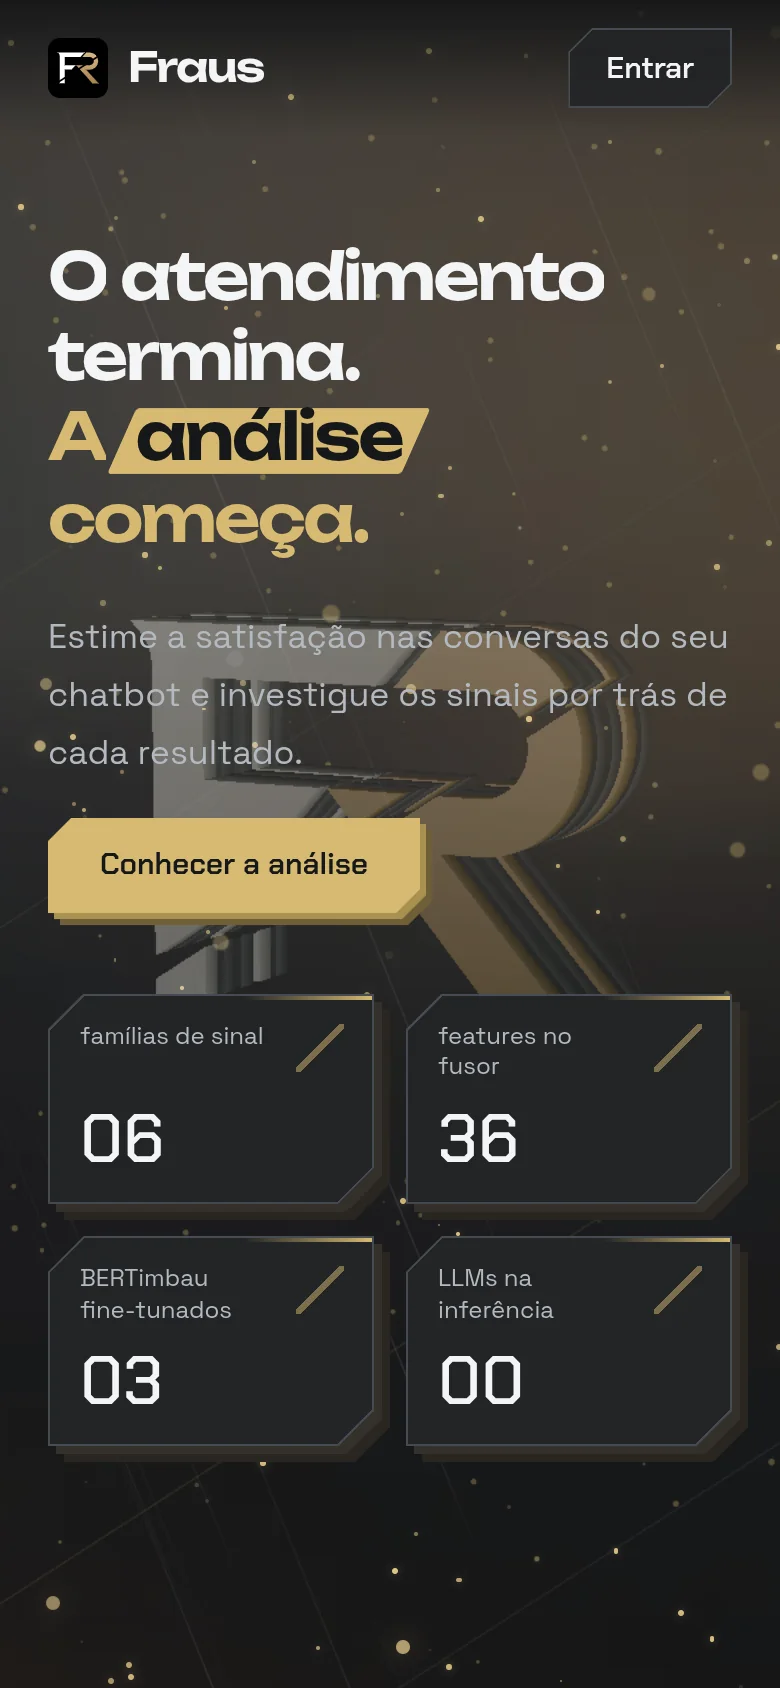 FR Fraus
Entrar
O atendimento
termina.
A análise
começa.
Estime a satisfação nas conversas do seu
chatbot e investigue os sinais por trás de
cada resultado.
Conhecer a análise
famílias de sinal
06
features no
fusor
36
BERTimbau
fine-tunados
03
LLMs na
inferência
00